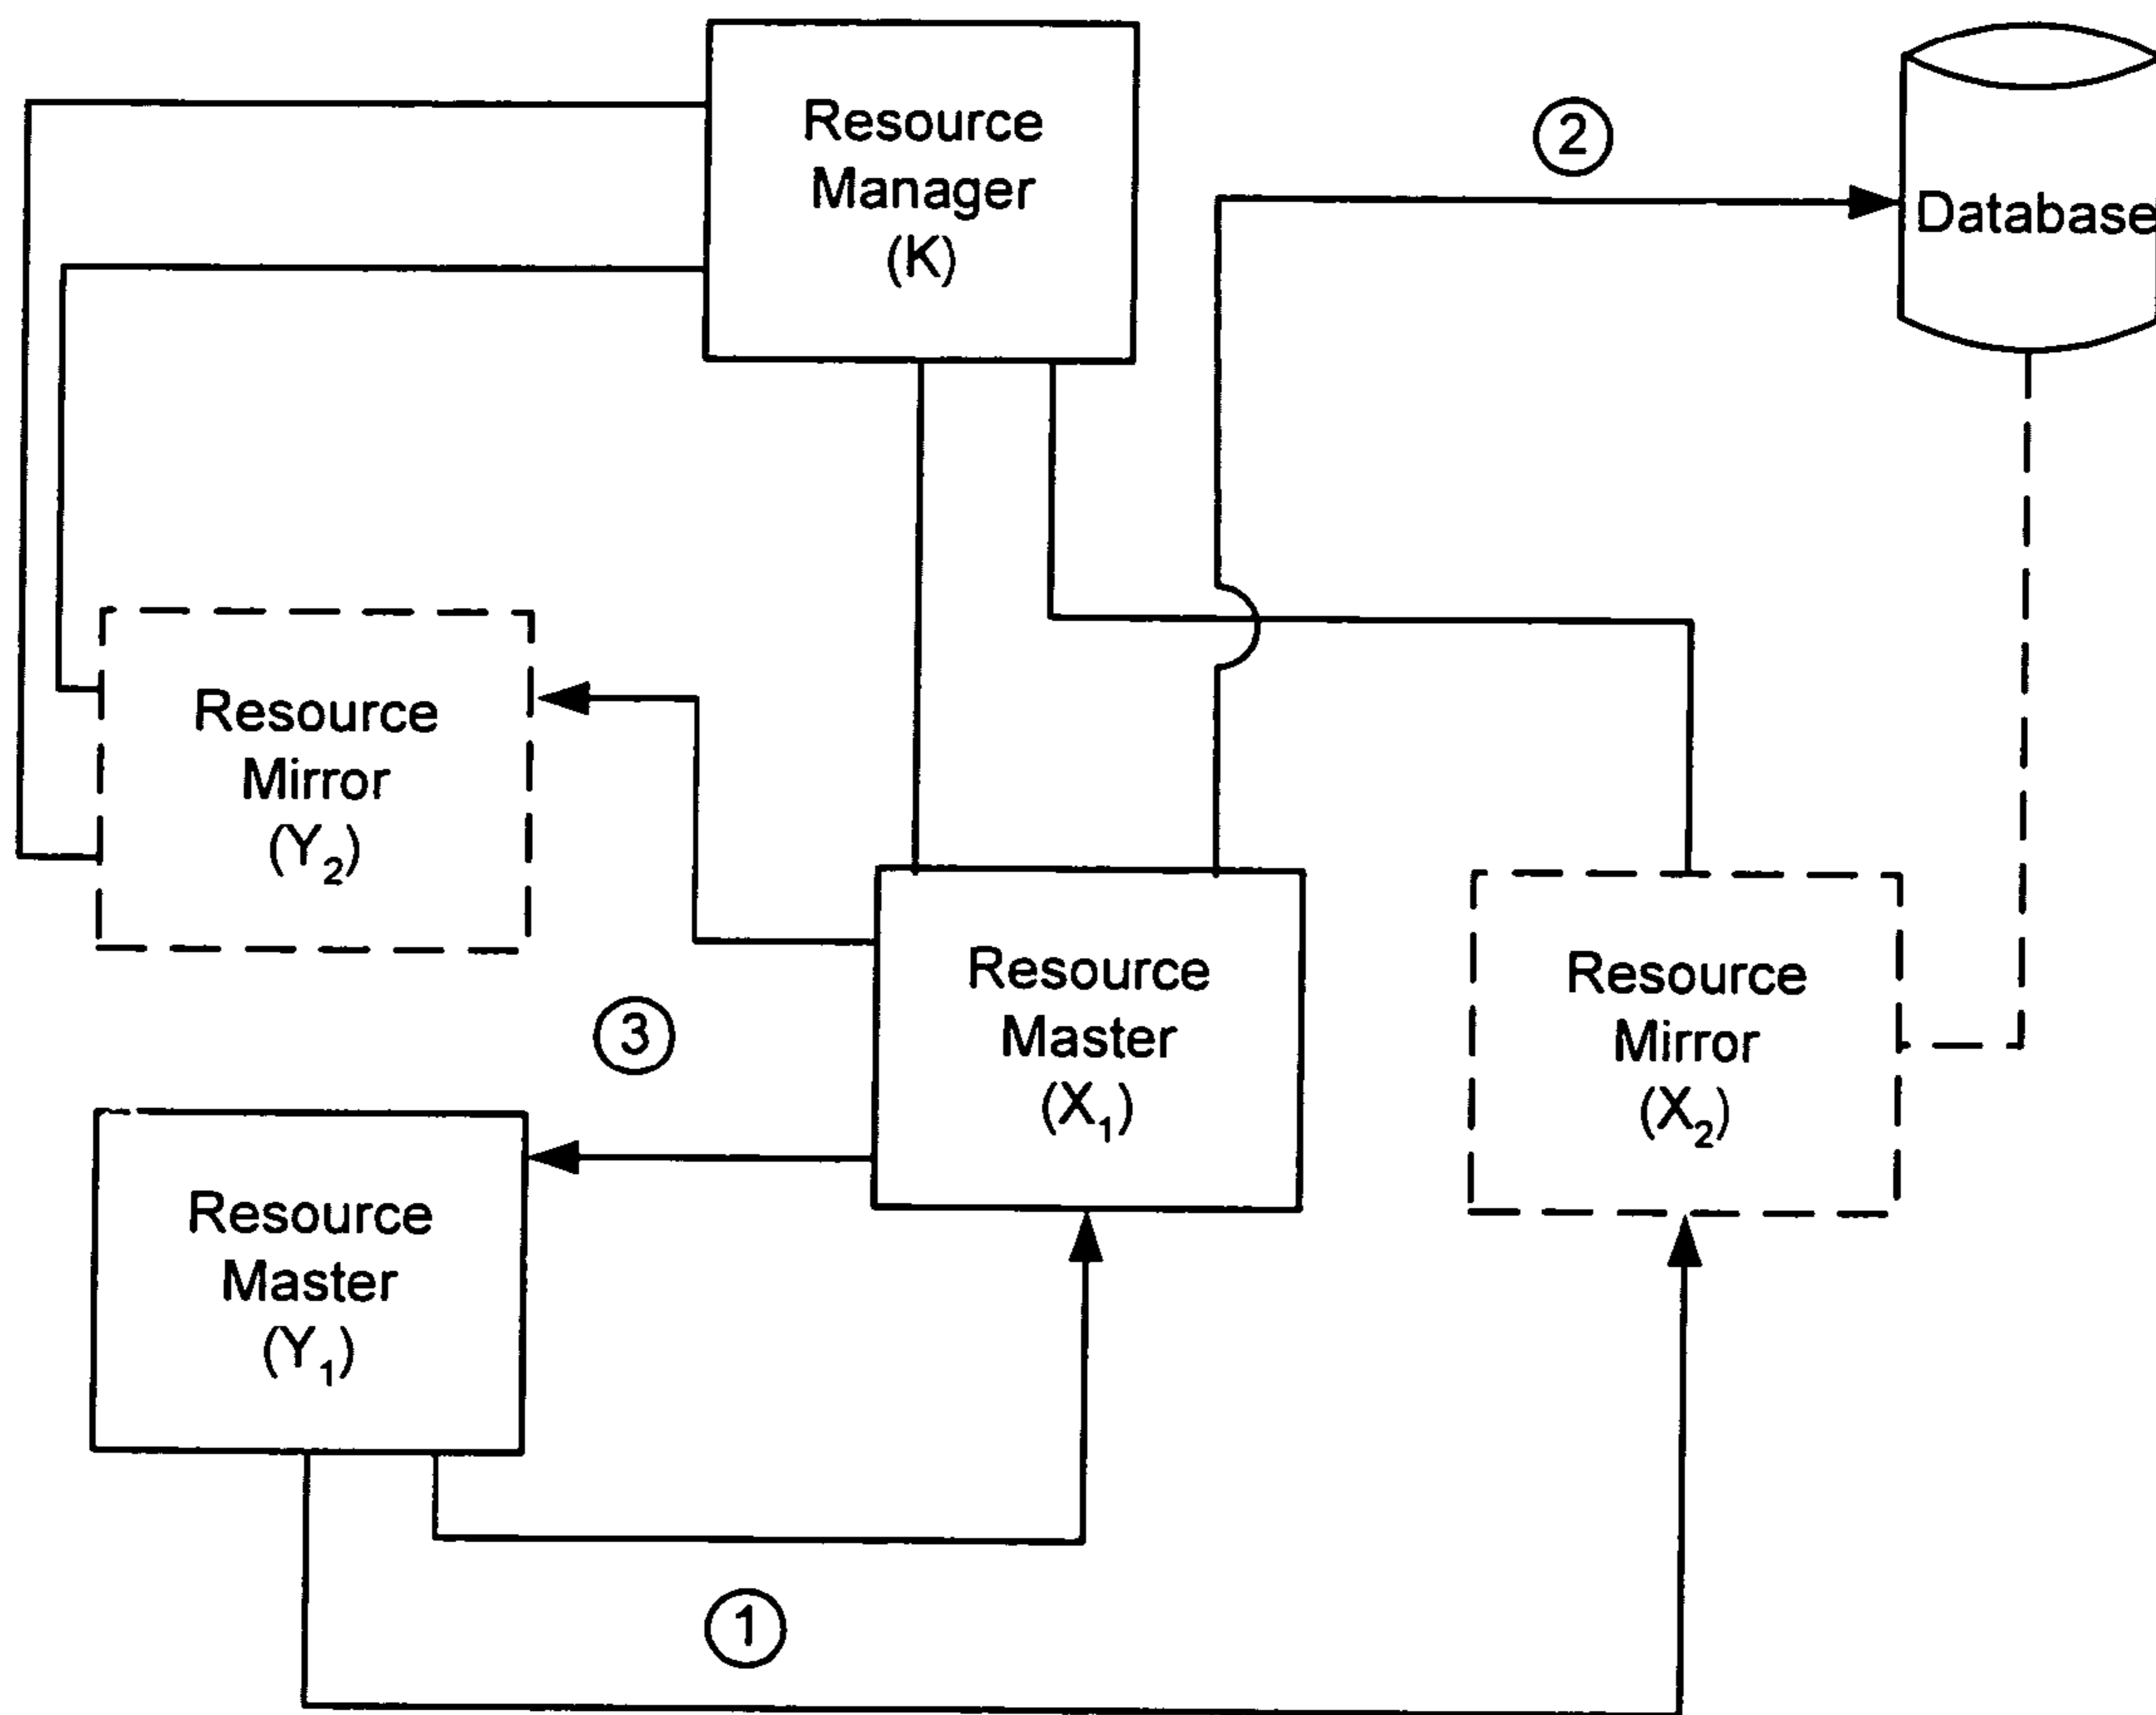 Resource
Manager
(K)
②
Database
Resource
Mirror
(Y₂)
Resource
Master
(X₁)
Resource
Mirror
(X₂)
③
Resource
Master
(Y₁)
①